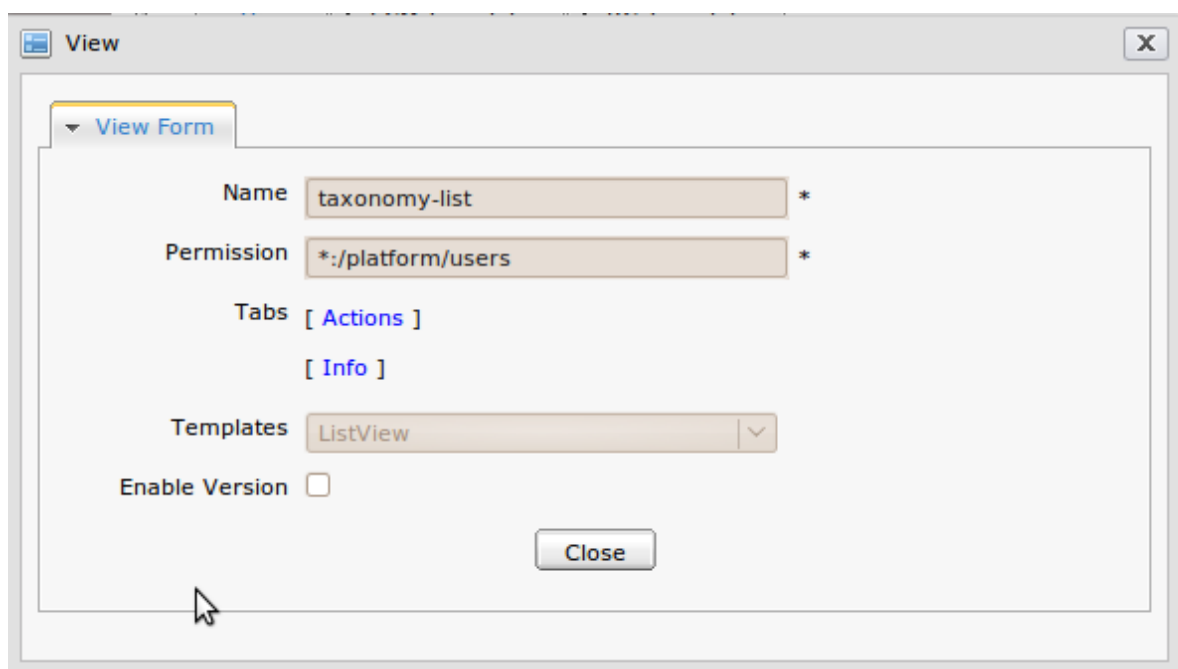 View
X
View Form
Name taxonomy-list *
Permission *:/platform/users *
Tabs [ Actions ]
[ Info ]
Templates ListView
Enable Version
Close